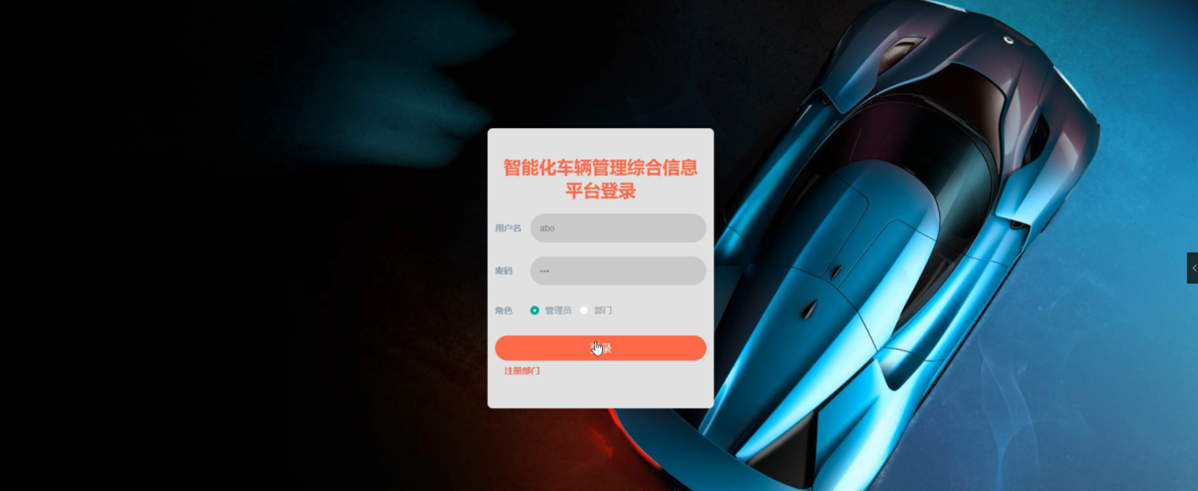 智能化车辆管理综合信息
平台登录
用户名 abo
密码 •••
角色 管理员 部门
录
注册部门